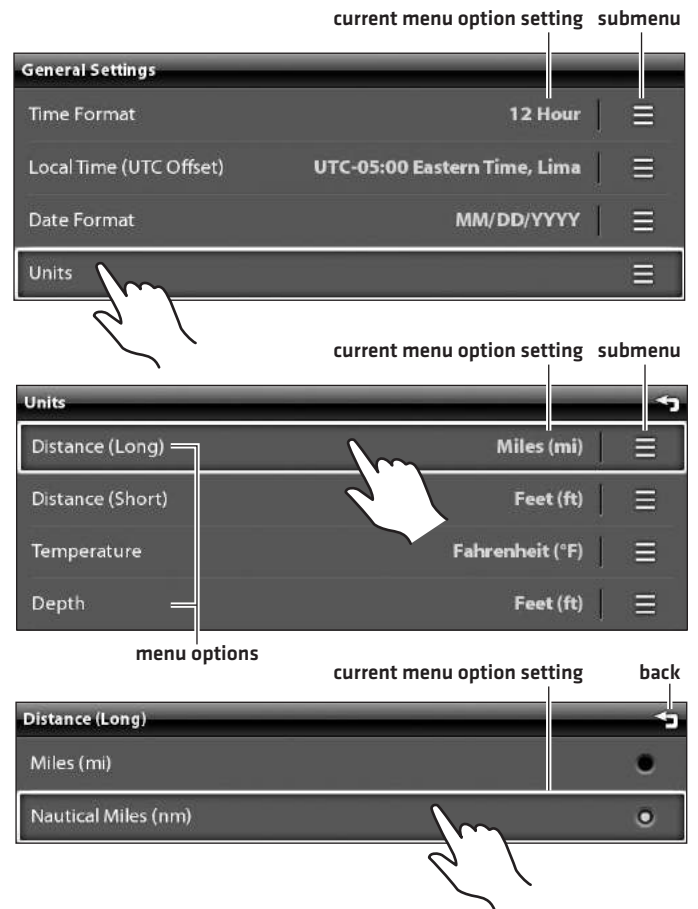 current menu option setting submenu
General Settings
Time Format 12 Hour
Local Time (UTC Offset) UTC-05:00 Eastern Time, Lima
Date Format MM/DD/YYYY
Units
current menu option setting submenu
Units
Distance (Long) Miles (mi)
Distance (Short) Feet (ft)
Temperature Fahrenheit (°F)
Depth Feet (ft)
menu options
current menu option setting back
Distance (Long)
Miles (mi)
Nautical Miles (nm)